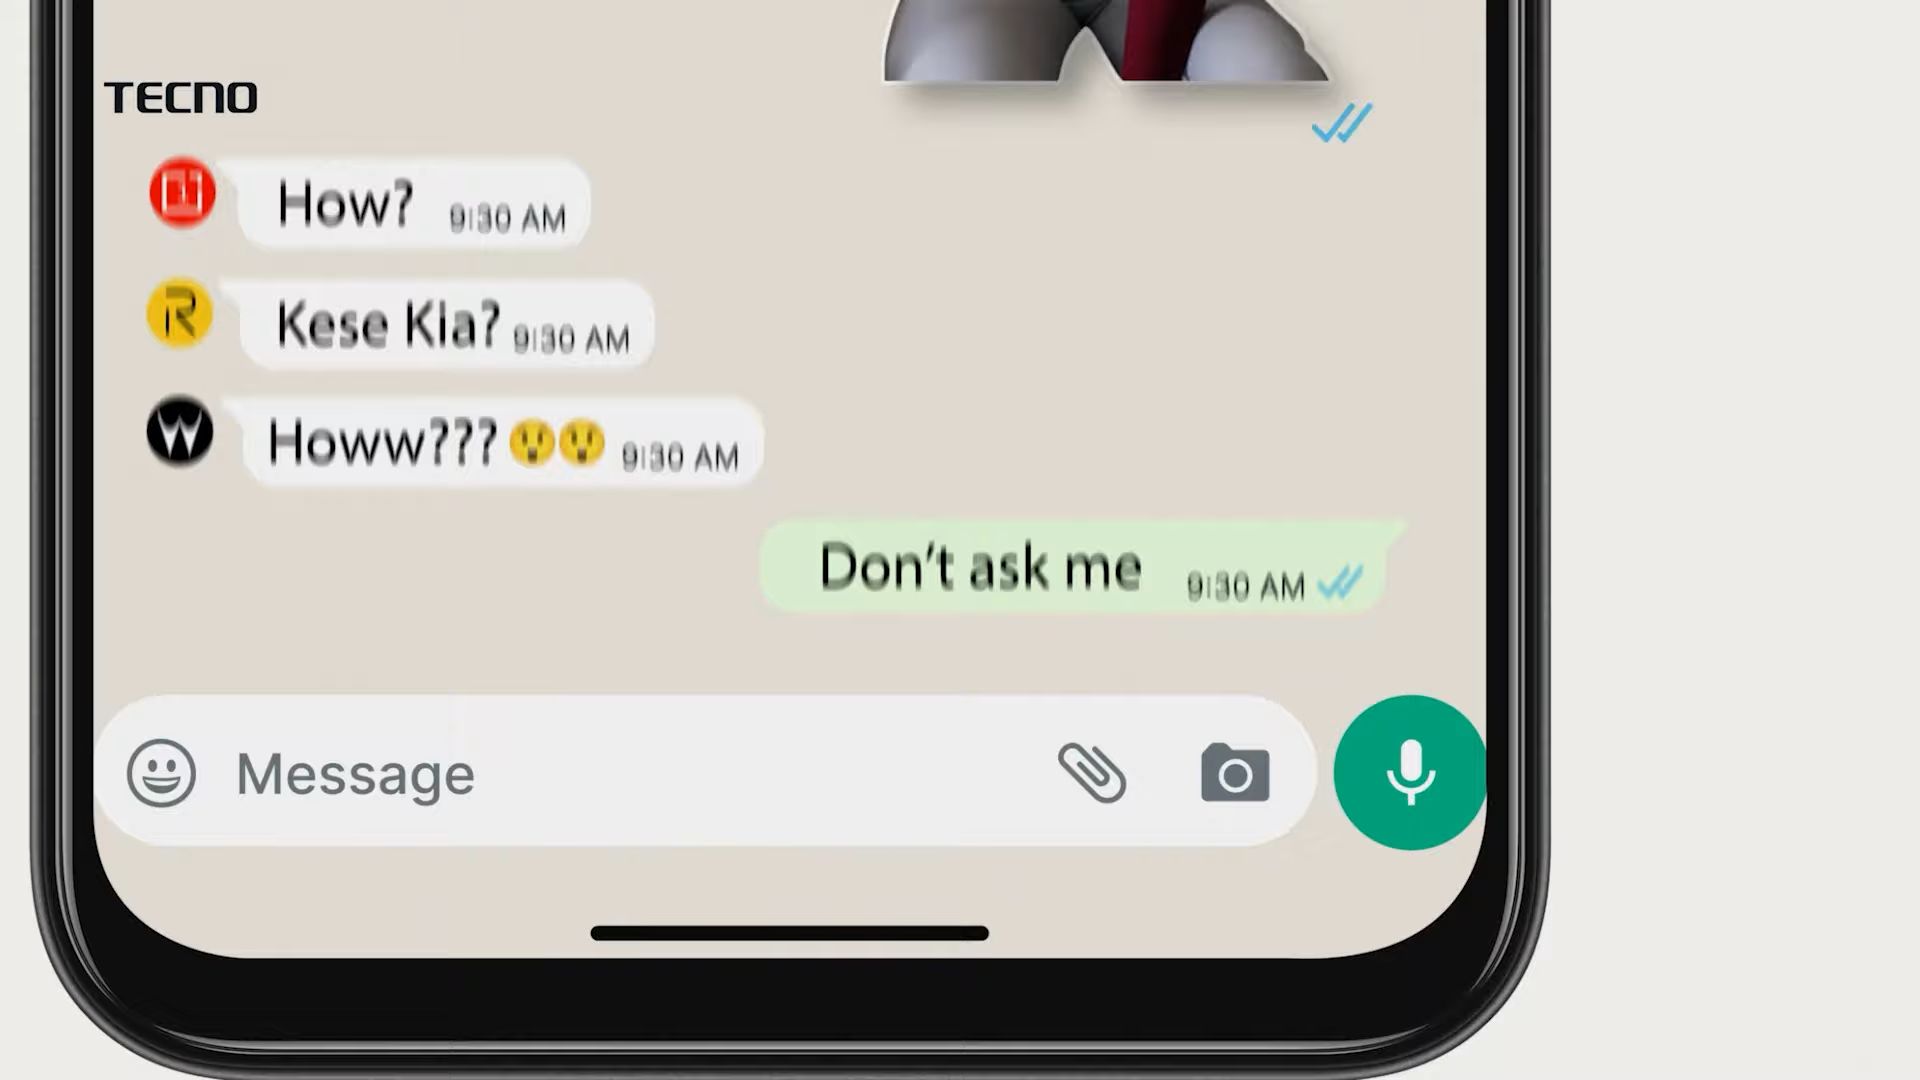 TECNO
How? 9:30 AM
Kese Kia? 9:30 AM
Howw??? 😲😲 9:30 AM
Don't ask me 9:30 AM
Message